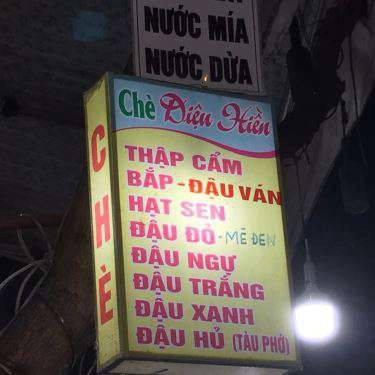 NƯỚC MÍA
NƯỚC DỪA
Chè Diệu Hiền
CHÈ
THẬP CẨM
BẮP - ĐẬU VÁN
HẠT SEN
ĐẬU ĐỎ - MÈ ĐEN
ĐẬU NGỰ
ĐẬU TRẮNG
ĐẬU XANH
ĐẬU HỦ (TÀU PHỚ)